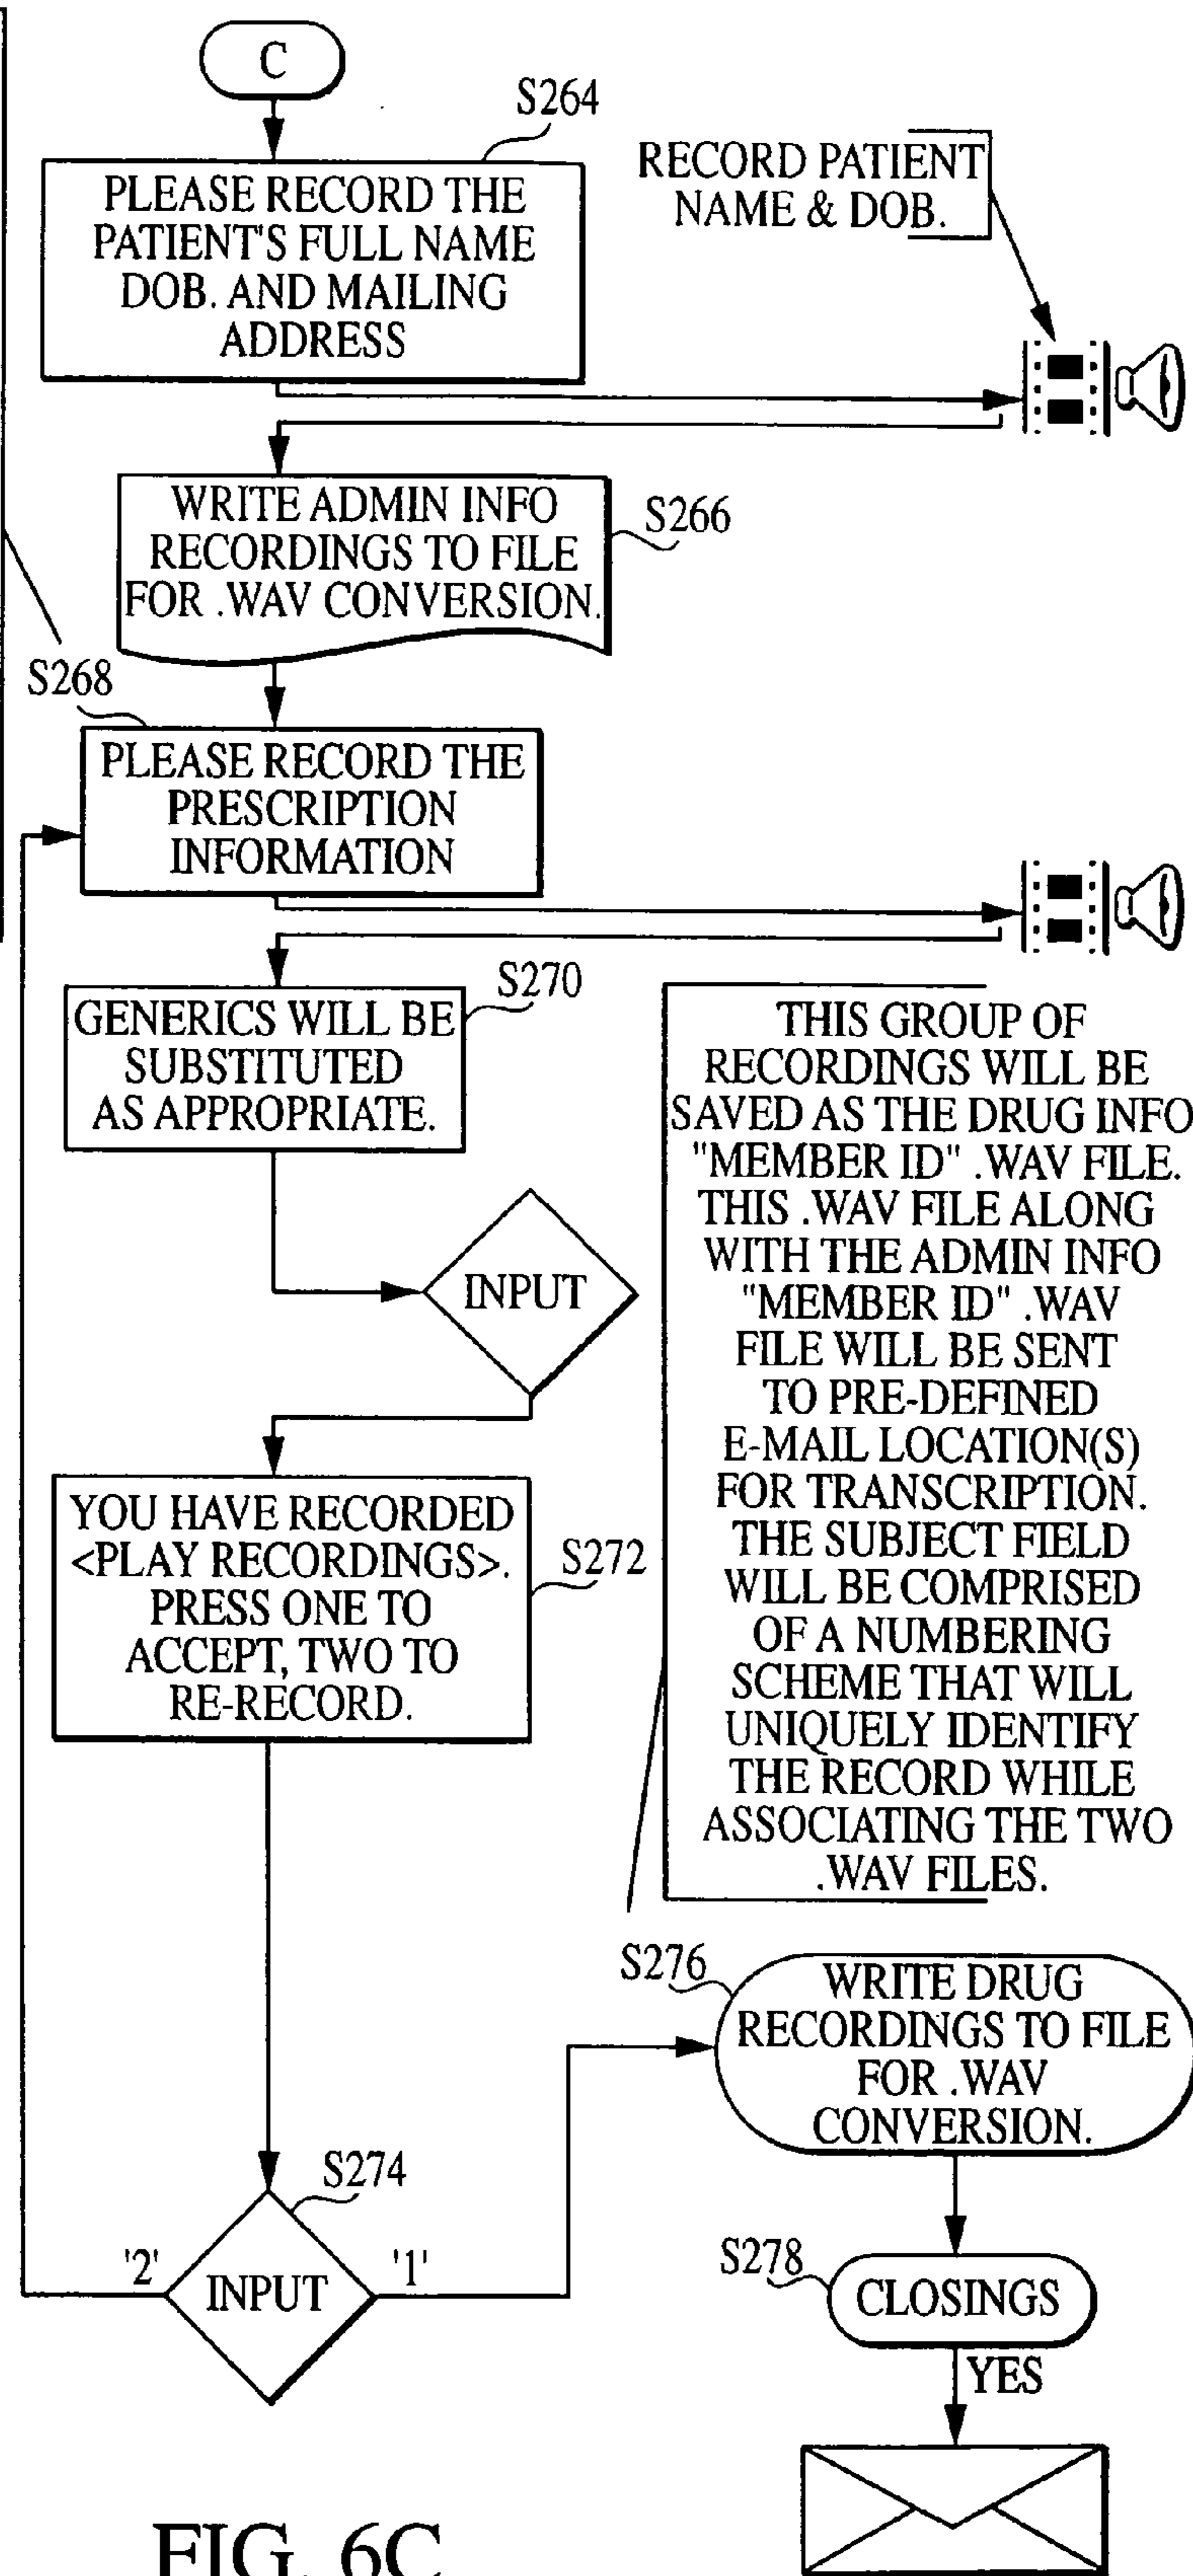 C
S264
PLEASE RECORD THE
PATIENT'S FULL NAME
DOB. AND MAILING
ADDRESS
RECORD PATIENT
NAME & DOB.
WRITE ADMIN INFO
RECORDINGS TO FILE
FOR .WAV CONVERSION.
S266
S268
PLEASE RECORD THE
PRESCRIPTION
INFORMATION
S270
GENERICS WILL BE
SUBSTITUTED
AS APPROPRIATE.
INPUT
THIS GROUP OF
RECORDINGS WILL BE
SAVED AS THE DRUG INFO
"MEMBER ID" .WAV FILE.
THIS .WAV FILE ALONG
WITH THE ADMIN INFO
"MEMBER ID" .WAV
FILE WILL BE SENT
TO PRE-DEFINED
E-MAIL LOCATION(S)
FOR TRANSCRIPTION.
THE SUBJECT FIELD
WILL BE COMPRISED
OF A NUMBERING
SCHEME THAT WILL
UNIQUELY IDENTIFY
THE RECORD WHILE
ASSOCIATING THE TWO
.WAV FILES.
YOU HAVE RECORDED
<PLAY RECORDINGS>.
PRESS ONE TO
ACCEPT, TWO TO
RE-RECORD.
S272
S276
WRITE DRUG
RECORDINGS TO FILE
FOR .WAV
CONVERSION.
S274
'2'
INPUT
'1'
S278
CLOSINGS
YES
FIG. 6C